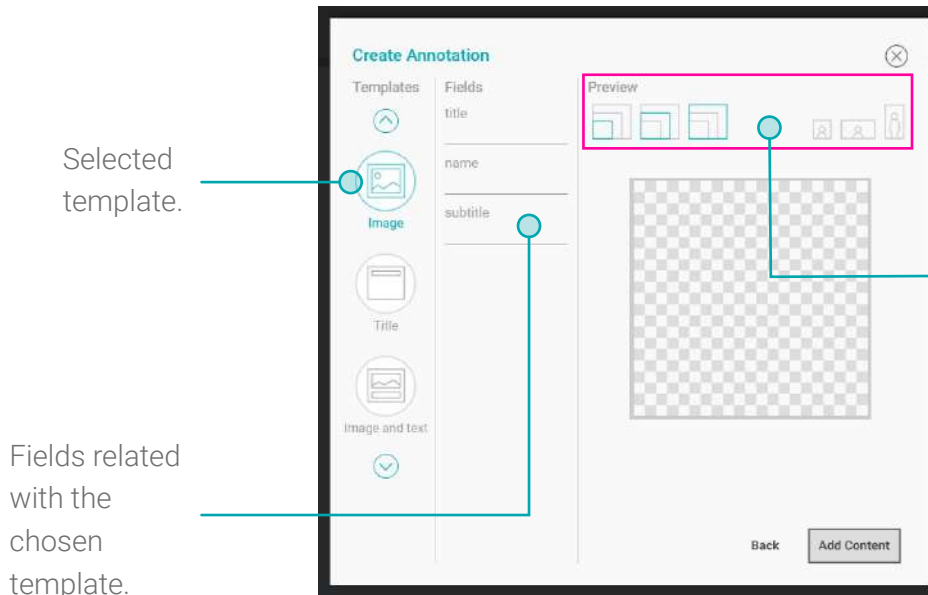 Create Annotation
Templates
Fields
Preview
title
name
subtitle
Image
Title
Image and text
Back
Add Content
Selected
template.
Fields related
with the
chosen
template.